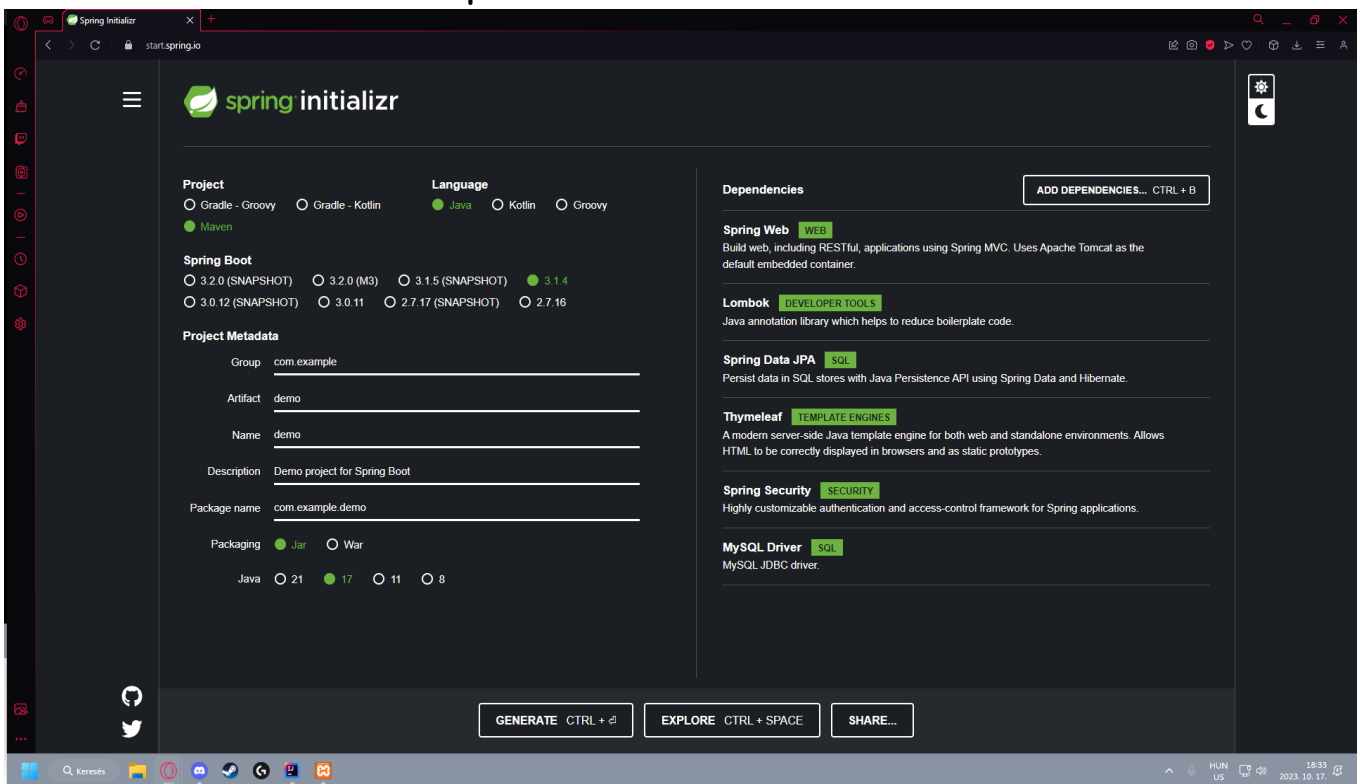 Spring Initializr
start.spring.io
spring initializr
Project
Gradle - Groovy Gradle - Kotlin
Maven
Language
Java Kotlin Groovy
Spring Boot
3.2.0 (SNAPSHOT) 3.2.0 (M3) 3.1.5 (SNAPSHOT) 3.1.4
3.0.12 (SNAPSHOT) 3.0.11 2.7.17 (SNAPSHOT) 2.7.16
Project Metadata
Group com.example
Artifact demo
Name demo
Description Demo project for Spring Boot
Package name com.example.demo
Packaging Jar War
Java 21 17 11 8
Dependencies
ADD DEPENDENCIES... CTRL + B
Spring Web WEB
Build web, including RESTful, applications using Spring MVC. Uses Apache Tomcat as the
default embedded container.
Lombok DEVELOPER TOOLS
Java annotation library which helps to reduce boilerplate code.
Spring Data JPA SQL
Persist data in SQL stores with Java Persistence API using Spring Data and Hibernate.
Thymeleaf TEMPLATE ENGINES
A modern server-side Java template engine for both web and standalone environments. Allows
HTML to be correctly displayed in browsers and as static prototypes.
Spring Security SECURITY
Highly customizable authentication and access-control framework for Spring applications.
MySQL Driver SQL
MySQL JDBC driver.
GENERATE CTRL + ⏎ EXPLORE CTRL + SPACE SHARE...
Keresés
HUN
US
18:33
2023. 10. 17.